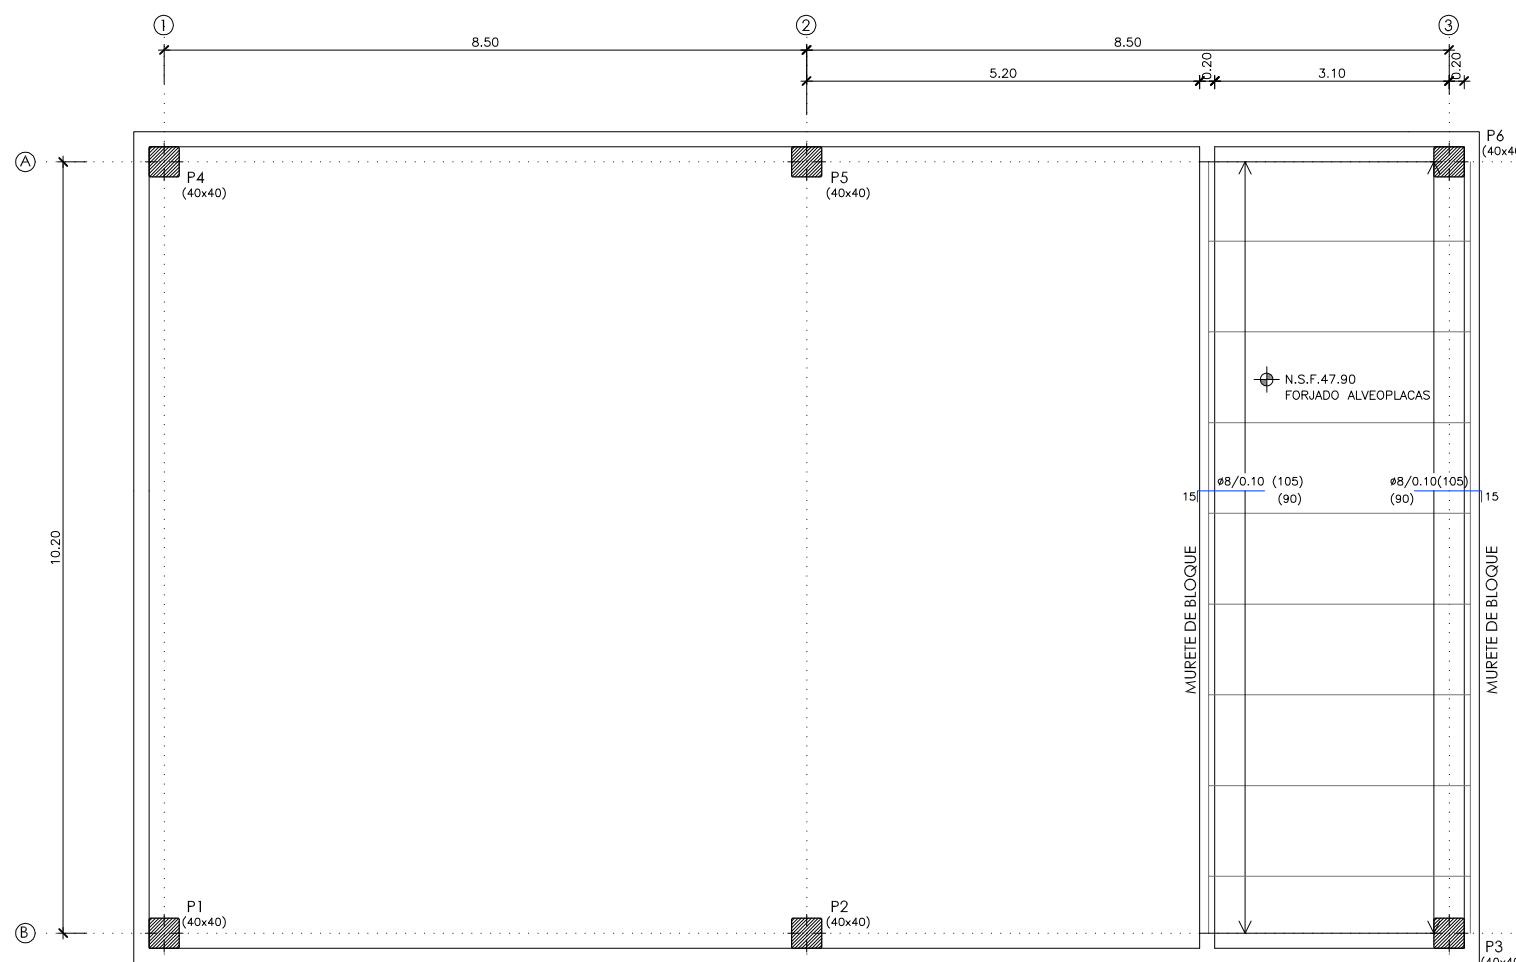 1
2
3
8.50
8.50
0.20
5.20
0.20
3.10
P6
(40x40
A
P4
(40x40)
P5
(40x40)
N.S.F.47.90
FORJADO ALVEOPLACAS
ø8/0.10 (105)
(90)
15
ø8/0.10(105)
(90)
15
10.20
MURETE DE BLOQUE
MURETE DE BLOQUE
P1
(40x40)
P2
(40x40)
B
P3
(40x40